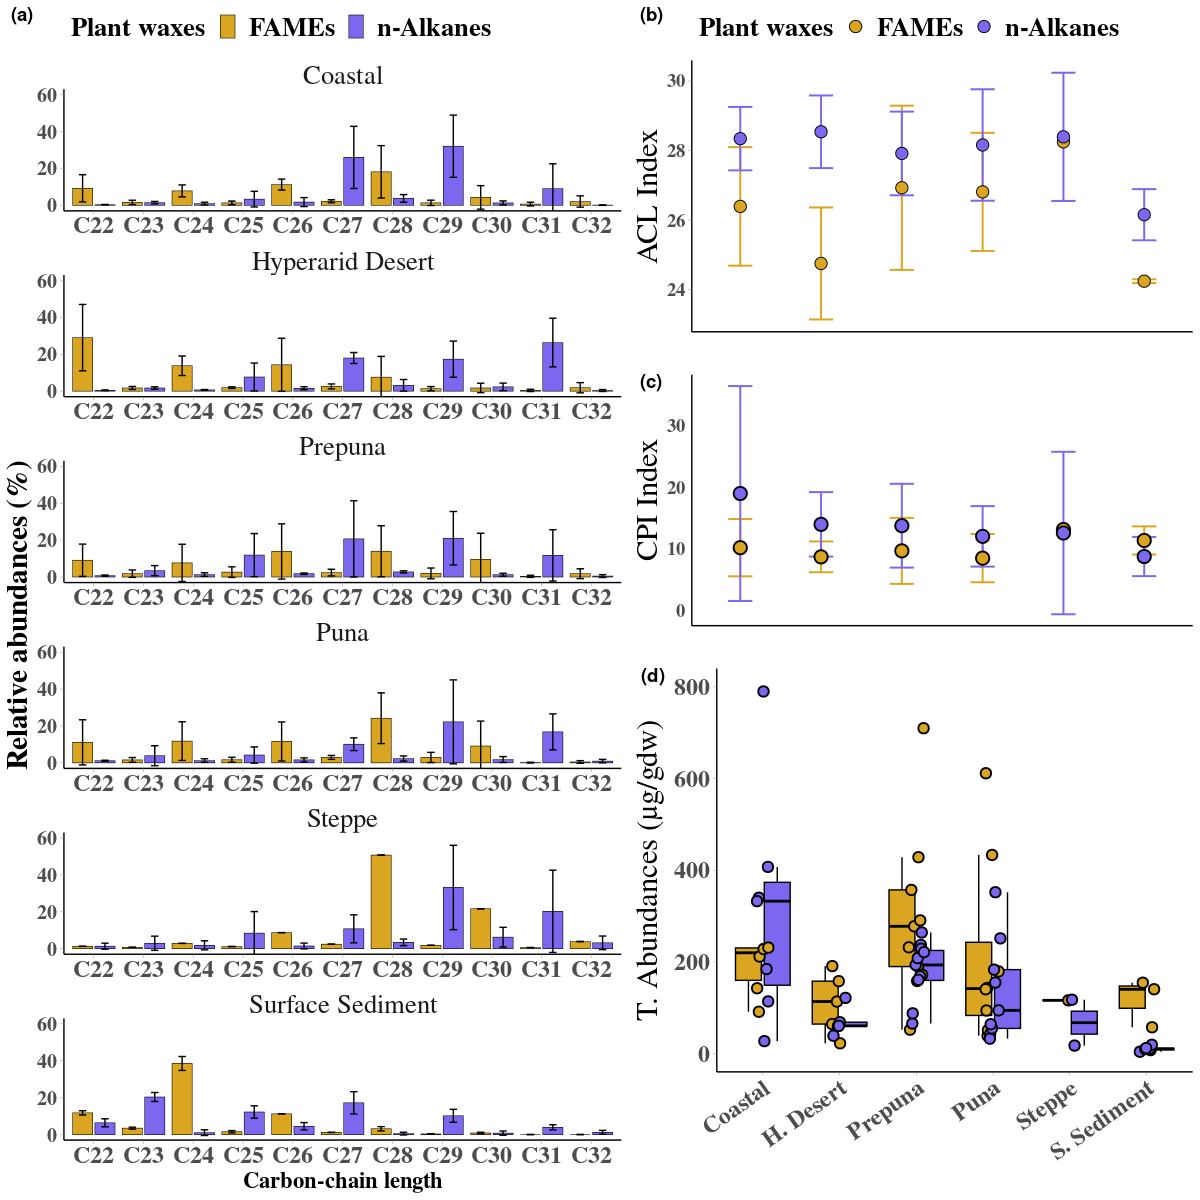 (a)
Plant waxes FAMEs n-Alkanes
Relative abundances (%)
Coastal
60
40
20
0
C22 C23 C24 C25 C26 C27 C28 C29 C30 C31 C32
Hyperarid Desert
60
40
20
0
C22 C23 C24 C25 C26 C27 C28 C29 C30 C31 C32
Prepuna
60
40
20
0
C22 C23 C24 C25 C26 C27 C28 C29 C30 C31 C32
Puna
60
40
20
0
C22 C23 C24 C25 C26 C27 C28 C29 C30 C31 C32
Steppe
60
40
20
0
C22 C23 C24 C25 C26 C27 C28 C29 C30 C31 C32
Surface Sediment
60
40
20
0
C22 C23 C24 C25 C26 C27 C28 C29 C30 C31 C32
Carbon-chain length
(b)
Plant waxes FAMEs n-Alkanes
ACL Index
30
28
26
24
(c)
CPI Index
30
20
10
0
(d)
T. Abundances (µg/gdw)
800
600
400
200
0
Coastal
H. Desert
Prepuna
Puna
Steppe
S. Sediment